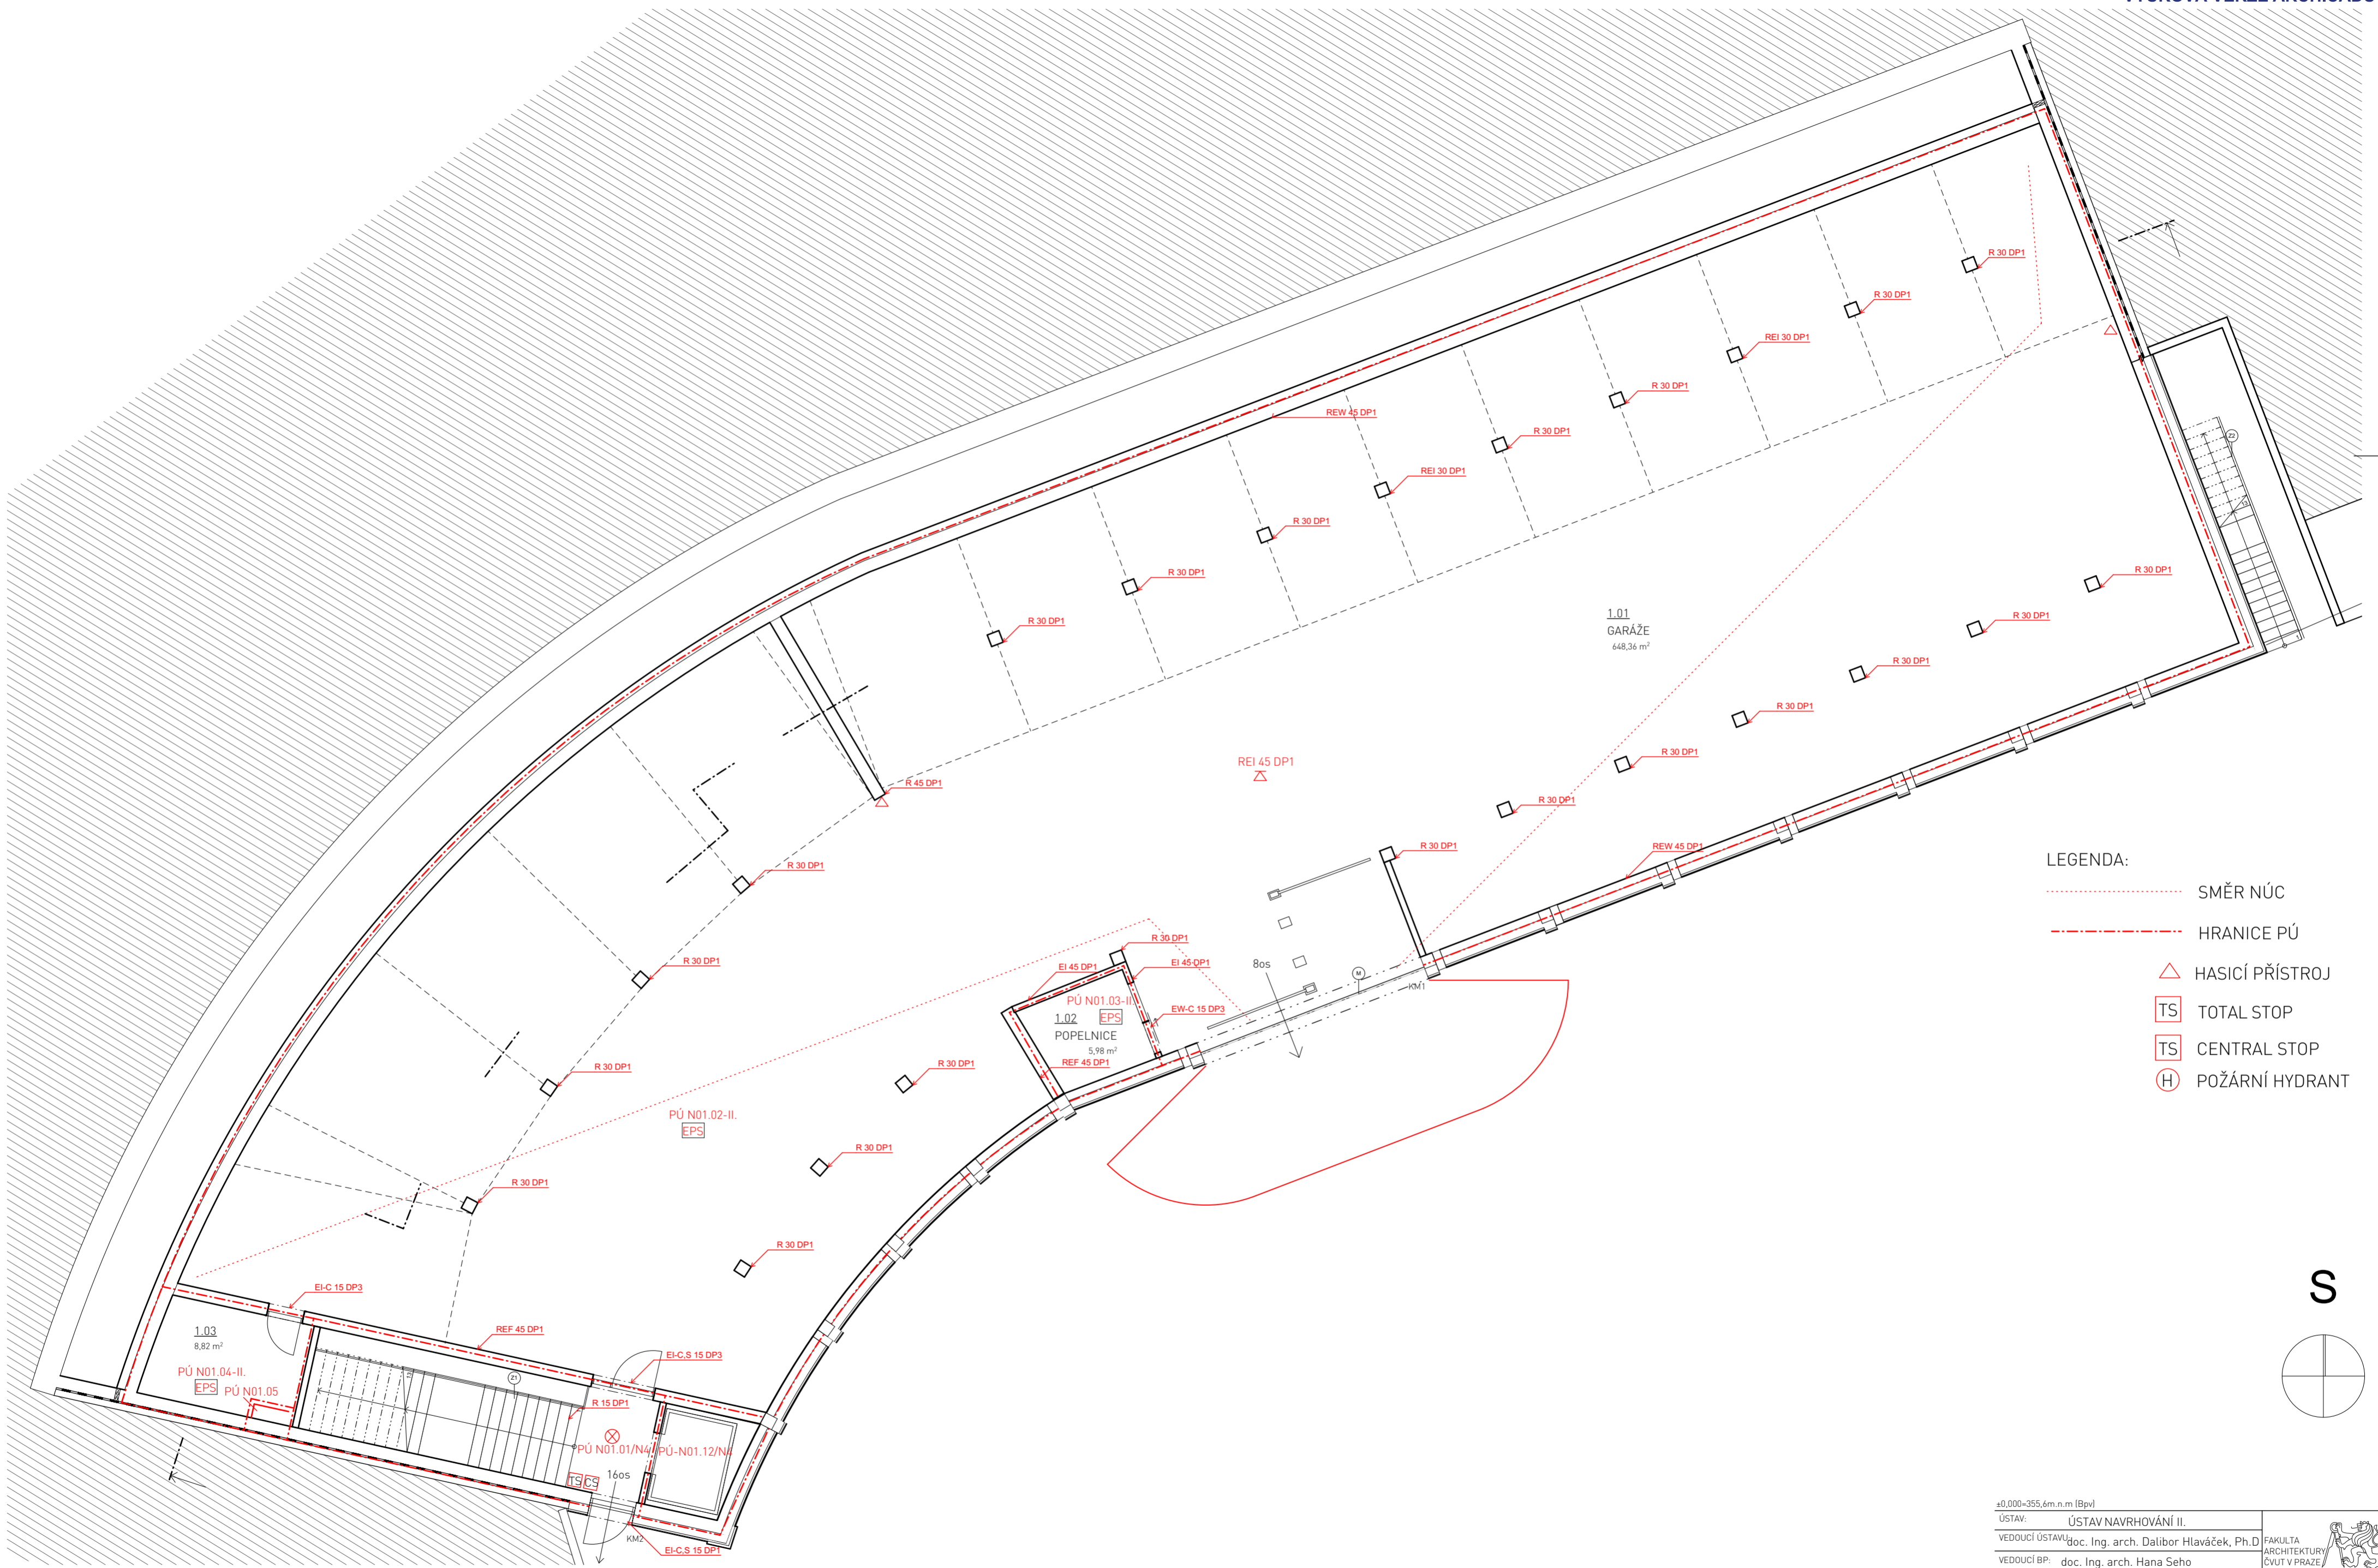 R 30 DP1
R 30 DP1
REI 30 DP1
R 30 DP1
REW 45 DP1
R 30 DP1
Z2
REI 30 DP1
13
R 30 DP1
R 30 DP1
R 30 DP1
1.01
GARÁŽE
648,36 m²
R 30 DP1
R 30 DP1
1
R 30 DP1
R 30 DP1
R 30 DP1
REI 45 DP1
R 45 DP1
R 30 DP1
R 30 DP1
REW 45 DP1
R 30 DP1
LEGENDA:
SMĚR NÚC
HRANICE PÚ
HASICÍ PŘÍSTROJ
TS TOTAL STOP
TS CENTRAL STOP
H POŽÁRNÍ HYDRANT
R 30 DP1
R 30 DP1
EI 45 DP1
EI 45 DP1
8os
M
KM1
PÚ N01.03-II.
1.02
EPS
POPELNICE
5,98 m²
EW-C 15 DP3
REF 45 DP1
R 30 DP1
R 30 DP1
PÚ N01.02-II.
EPS
R 30 DP1
R 30 DP1
R 30 DP1
EI-C 15 DP3
REF 45 DP1
EI-C,S 15 DP3
1.03
8,82 m²
PÚ N01.04-II.
EPS
PÚ N01.05
Z1
R 15 DP1
PÚ N01.01/N4
PÚ-N01.12/N4
TS CS
16os
KM2
EI-C,S 15 DP1
S
±0,000=355,6m.n.m (Bpv)
ÚSTAV: ÚSTAV NAVRHOVÁNÍ II.
VEDOUCÍ ÚSTAVU: doc. Ing. arch. Dalibor Hlaváček, Ph.D
VEDOUCÍ BP: doc. Ing. arch. Hana Seho
FAKULTA
ARCHITEKTURY
ČVUT V PRAZE